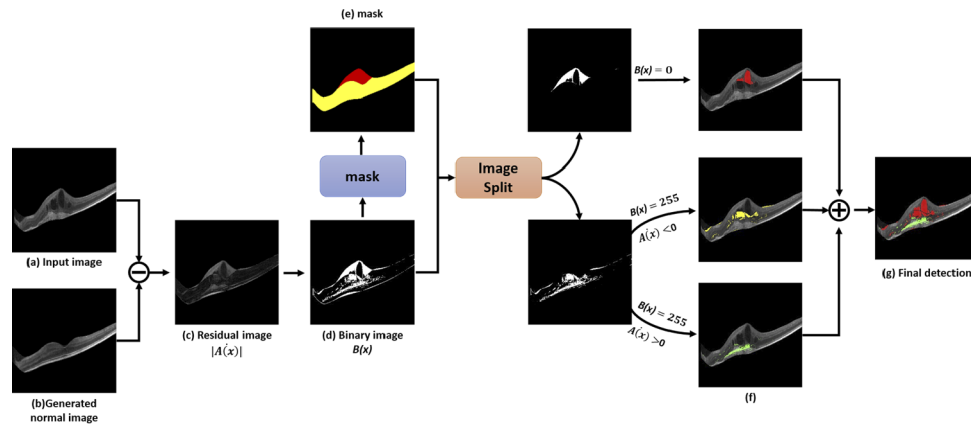 (e) mask
B(x) = 0
mask
Image
Split
B(x) = 255
A(x) < 0
(a) Input image
(g) Final detection
B(x) = 255
A(x) > 0
(c) Residual image
|A(x)|
(d) Binary image
B(x)
(b)Generated
normal image
(f)